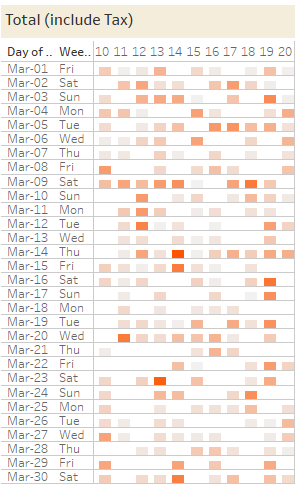 Total (include Tax)
Day of .. Wee.. 10 11 12 13 14 15 16 17 18 19 20
Mar-01 Fri
Mar-02 Sat
Mar-03 Sun
Mar-04 Mon
Mar-05 Tue
Mar-06 Wed
Mar-07 Thu
Mar-08 Fri
Mar-09 Sat
Mar-10 Sun
Mar-11 Mon
Mar-12 Tue
Mar-13 Wed
Mar-14 Thu
Mar-15 Fri
Mar-16 Sat
Mar-17 Sun
Mar-18 Mon
Mar-19 Tue
Mar-20 Wed
Mar-21 Thu
Mar-22 Fri
Mar-23 Sat
Mar-24 Sun
Mar-25 Mon
Mar-26 Tue
Mar-27 Wed
Mar-28 Thu
Mar-29 Fri
Mar-30 Sat